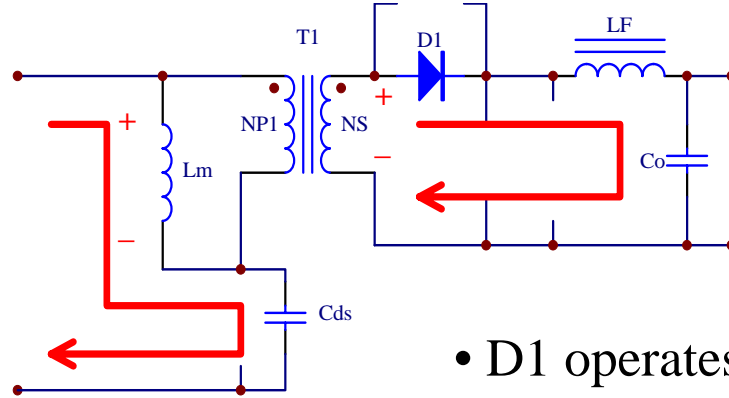 LF
T1
D1
+
+
NP1
NS
−
Co
Lm
−
Cds
• D1 operates